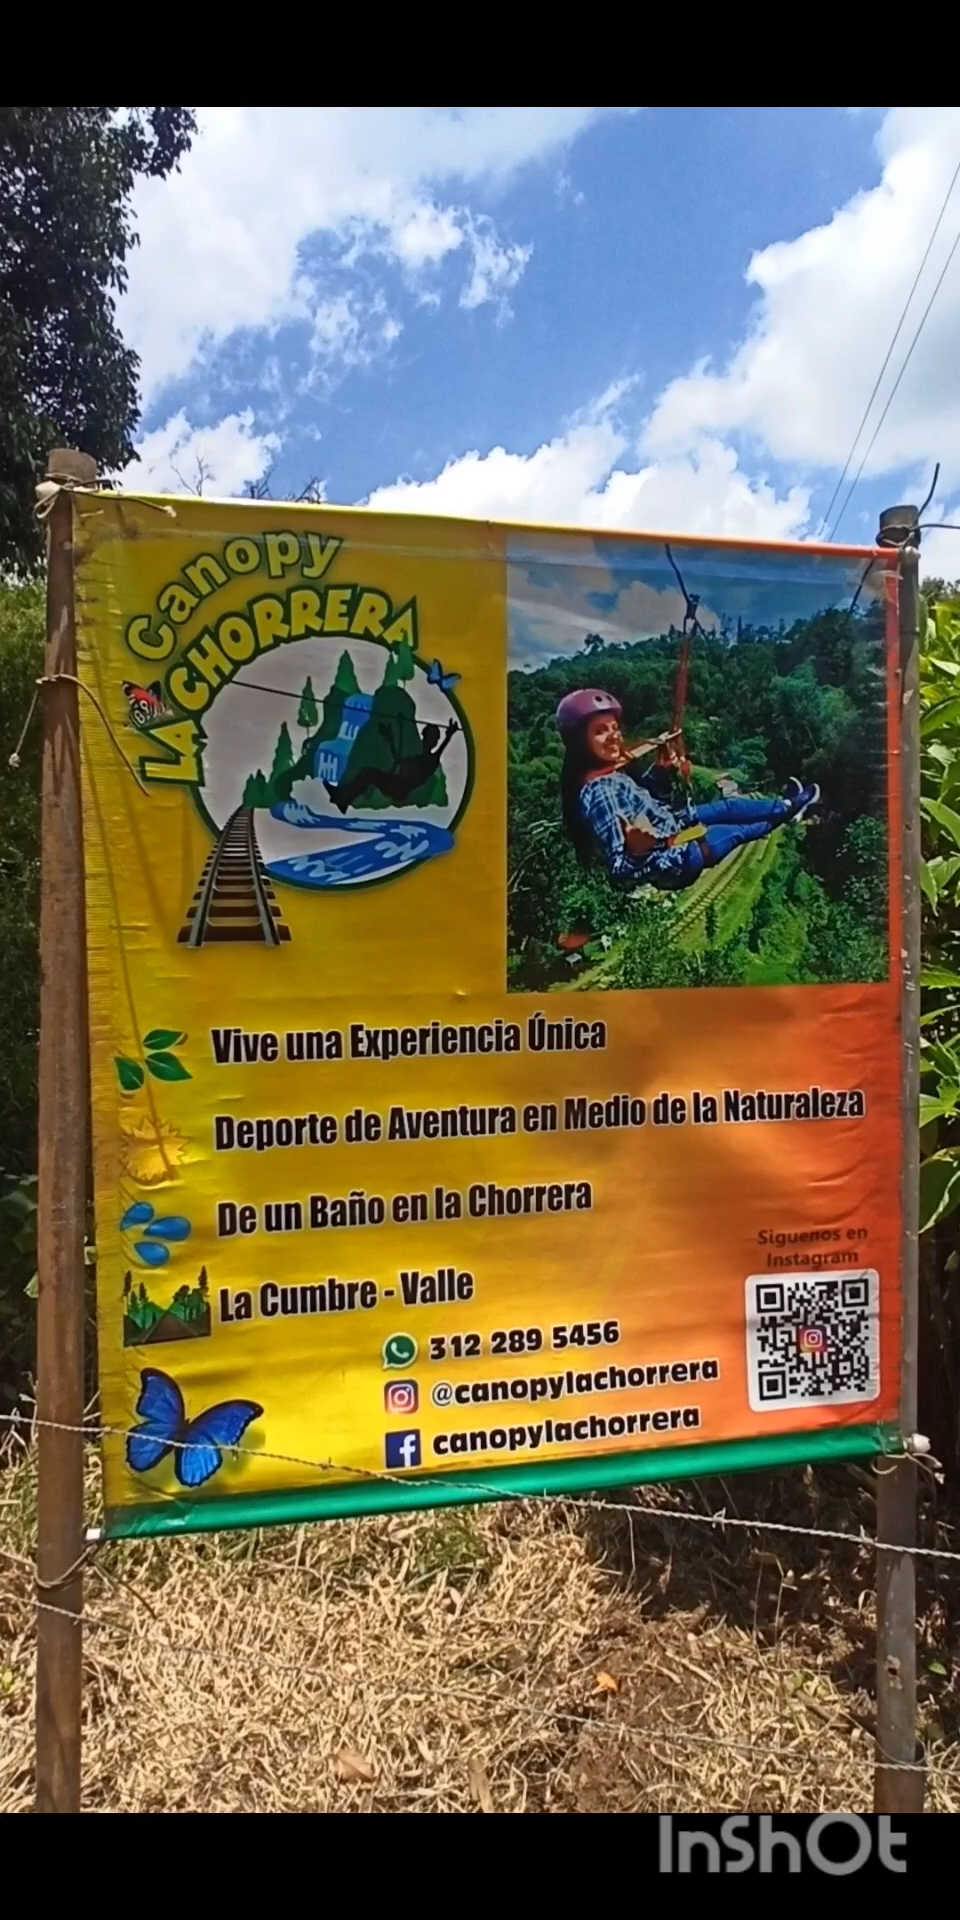 Canopy
LA CHORRERA
Vive una Experiencia Única
Deporte de Aventura en Medio de la Naturaleza
De un Baño en la Chorrera
La Cumbre - Valle
Siguenos en
Instagram
312 289 5456
@canopylachorrera
canopylachorrera
InShOt